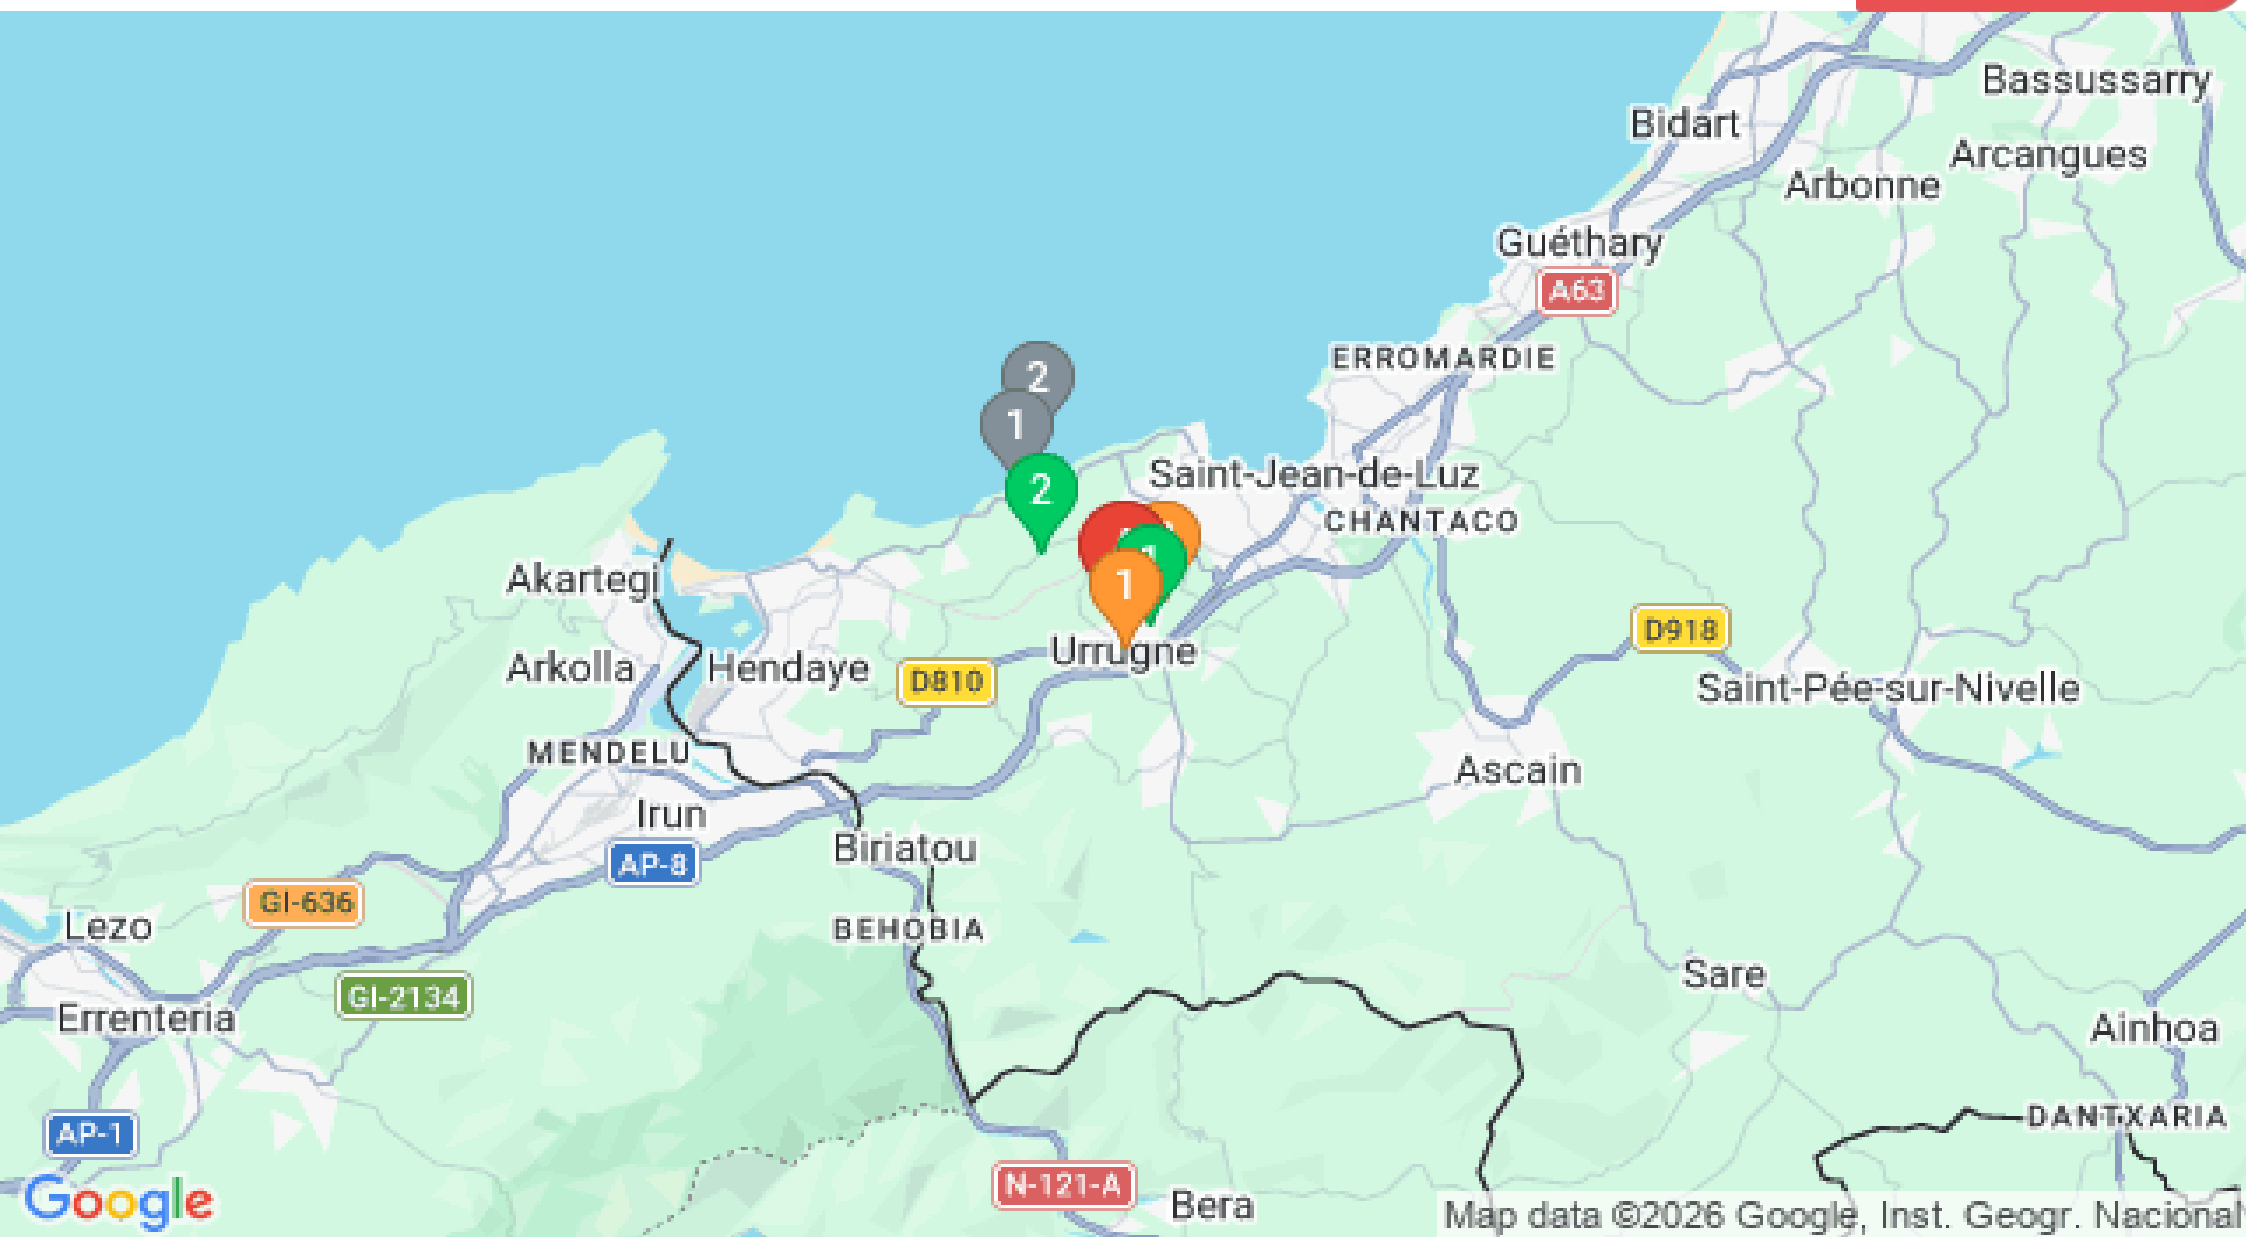 Bassussarry
Bidart
Arcangues
Arbonne
Guéthary
A63
ERROMARDIE
2
1
Saint-Jean-de-Luz
2
CHANTACO
1
Akartegi
1
D918
Urrugne
Arkolla
Hendaye
D810
Saint-Pée-sur-Nivelle
MENDELU
Ascain
Irun
Biriatou
AP-8
GI-636
Lezo
BEHOBIA
Sare
GI-2134
Errenteria
Ainhoa
DANTXARIA
AP-1
N-121-A
Google
Bera
Map data ©2026 Google, Inst. Geogr. Nacional